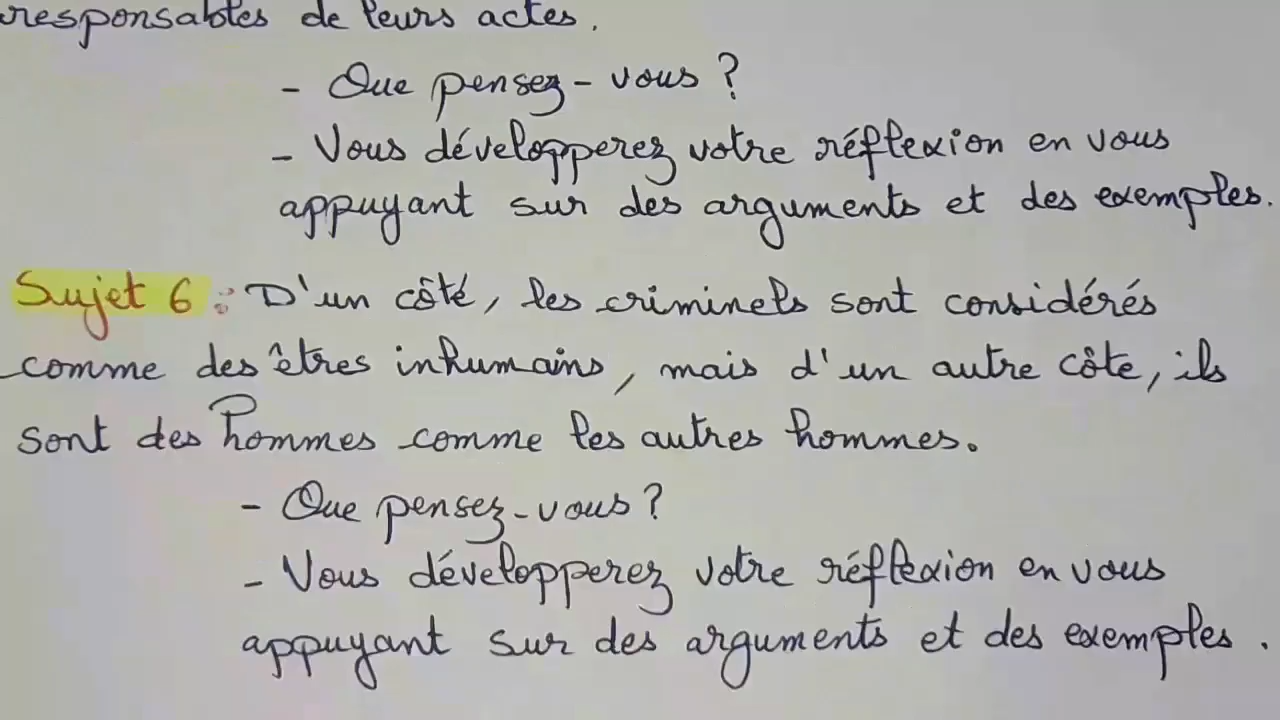 responsables de leurs actes.
- Que pensez-vous ?
- Vous développerez votre réflexion en vous
appuyant sur des arguments et des exemples.
Sujet 6 : D'un côté, les criminels sont considérés
comme des êtres inhumains, mais d'un autre côte, ils
sont des hommes comme les autres hommes.
- Que pensez-vous ?
- Vous développerez votre réflexion en vous
appuyant sur des arguments et des exemples.